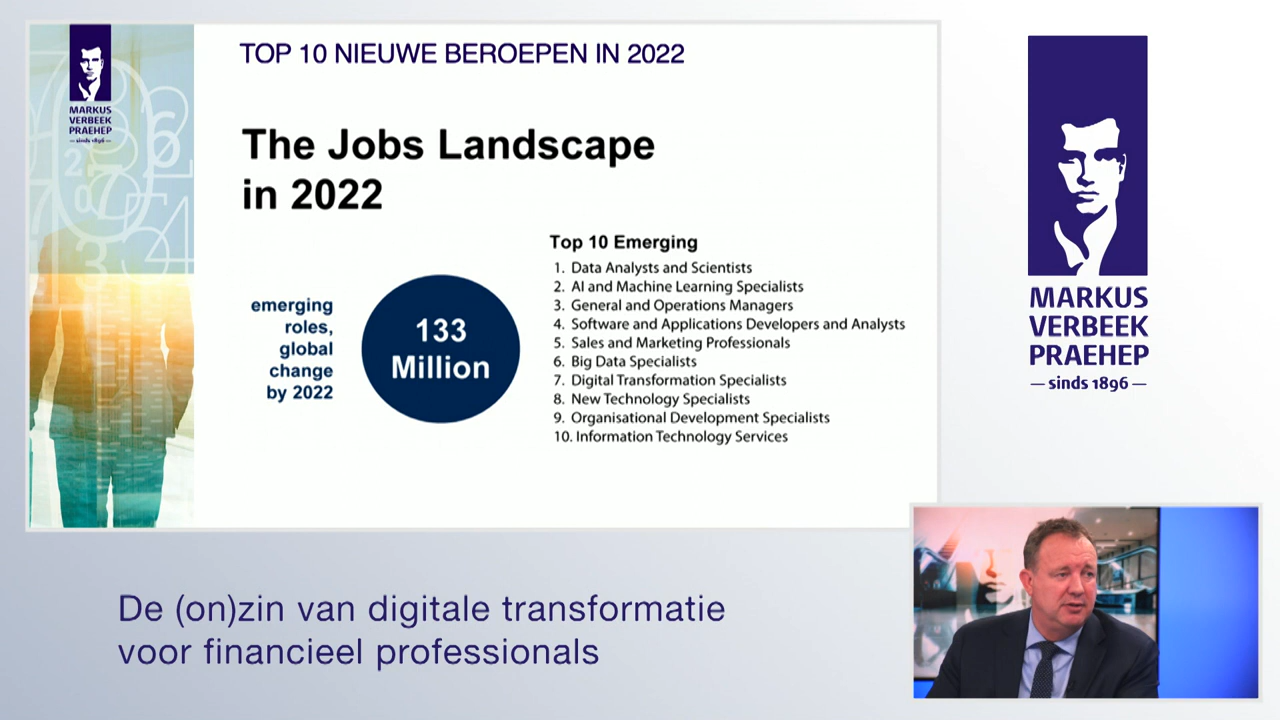 MARKUS
VERBEEK
PRAEHEP
— sinds 1896 —
TOP 10 NIEUWE BEROEPEN IN 2022
The Jobs Landscape
in 2022
emerging
roles,
global
change
by 2022
133
Million
Top 10 Emerging
1. Data Analysts and Scientists
2. AI and Machine Learning Specialists
3. General and Operations Managers
4. Software and Applications Developers and Analysts
5. Sales and Marketing Professionals
6. Big Data Specialists
7. Digital Transformation Specialists
8. New Technology Specialists
9. Organisational Development Specialists
10. Information Technology Services
MARKUS
VERBEEK
PRAEHEP
— sinds 1896 —
De (on)zin van digitale transformatie
voor financieel professionals